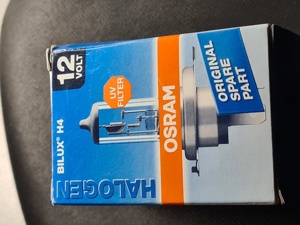 12
VOLT
BILUX® H4
HALOGEN
UV
FILTER
OSRAM
ORIGINAL
SPARE
PART